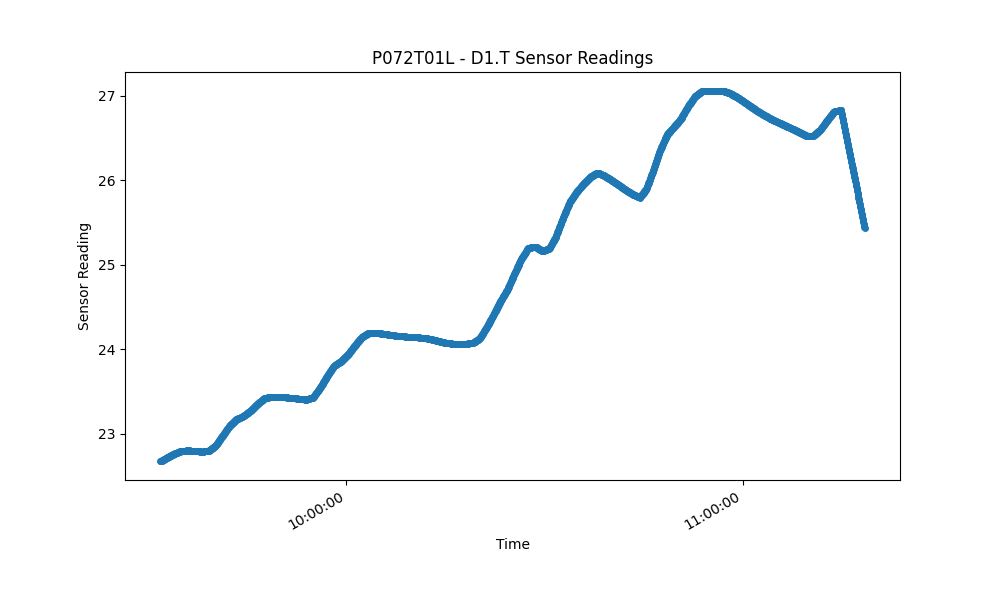 P072T01L - D1.T Sensor Readings
27
26
25
24
23
Sensor Reading
10:00:00
11:00:00
Time